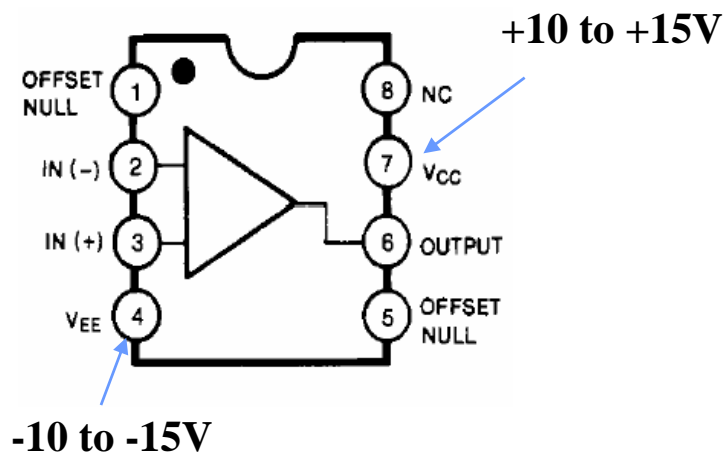 +10 to +15V
OFFSET
NULL
1
8
NC
IN (-)
2
7
VCC
IN (+)
3
6
OUTPUT
VEE
4
5
OFFSET
NULL
-10 to -15V